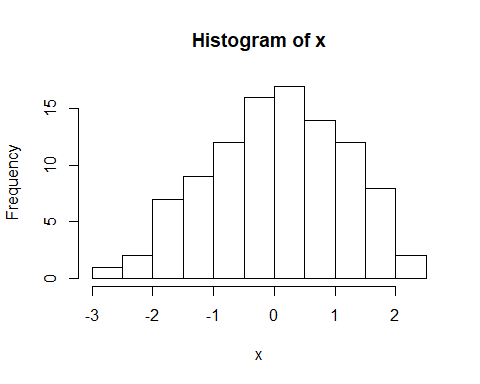 Histogram of x
Frequency
15
10
5
0
-3 -2 -1 0 1 2
x